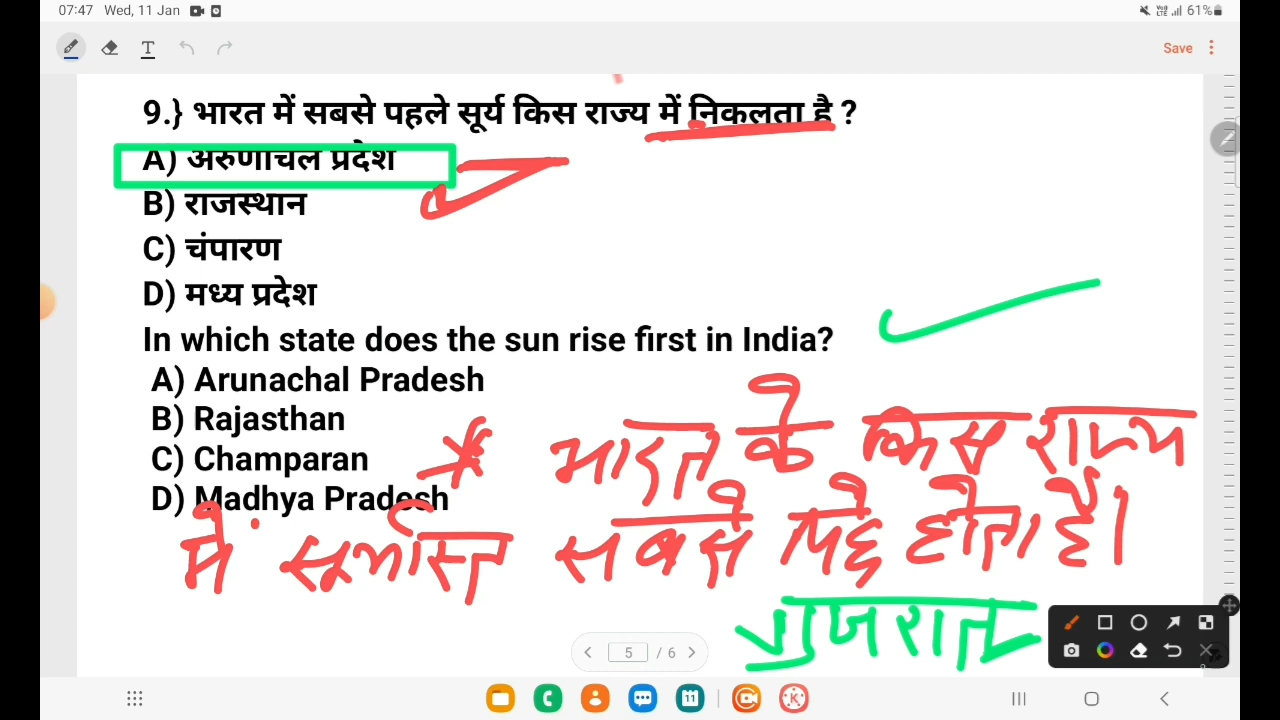 07:47 Wed, 11 Jan 61%
T Save
9.} भारत में सबसे पहले सूर्य किस राज्य में निकलता है ?
A) अरुणाचल प्रदेश
B) राजस्थान
C) चंपारण
D) मध्य प्रदेश
In which state does the sun rise first in India?
A) Arunachal Pradesh
B) Rajasthan
C) Champaran
D) Madhya Pradesh
* भारत के किस राज्य
में सूर्यास्त सबसे होता है।
गुजरात
5 / 6
11
K